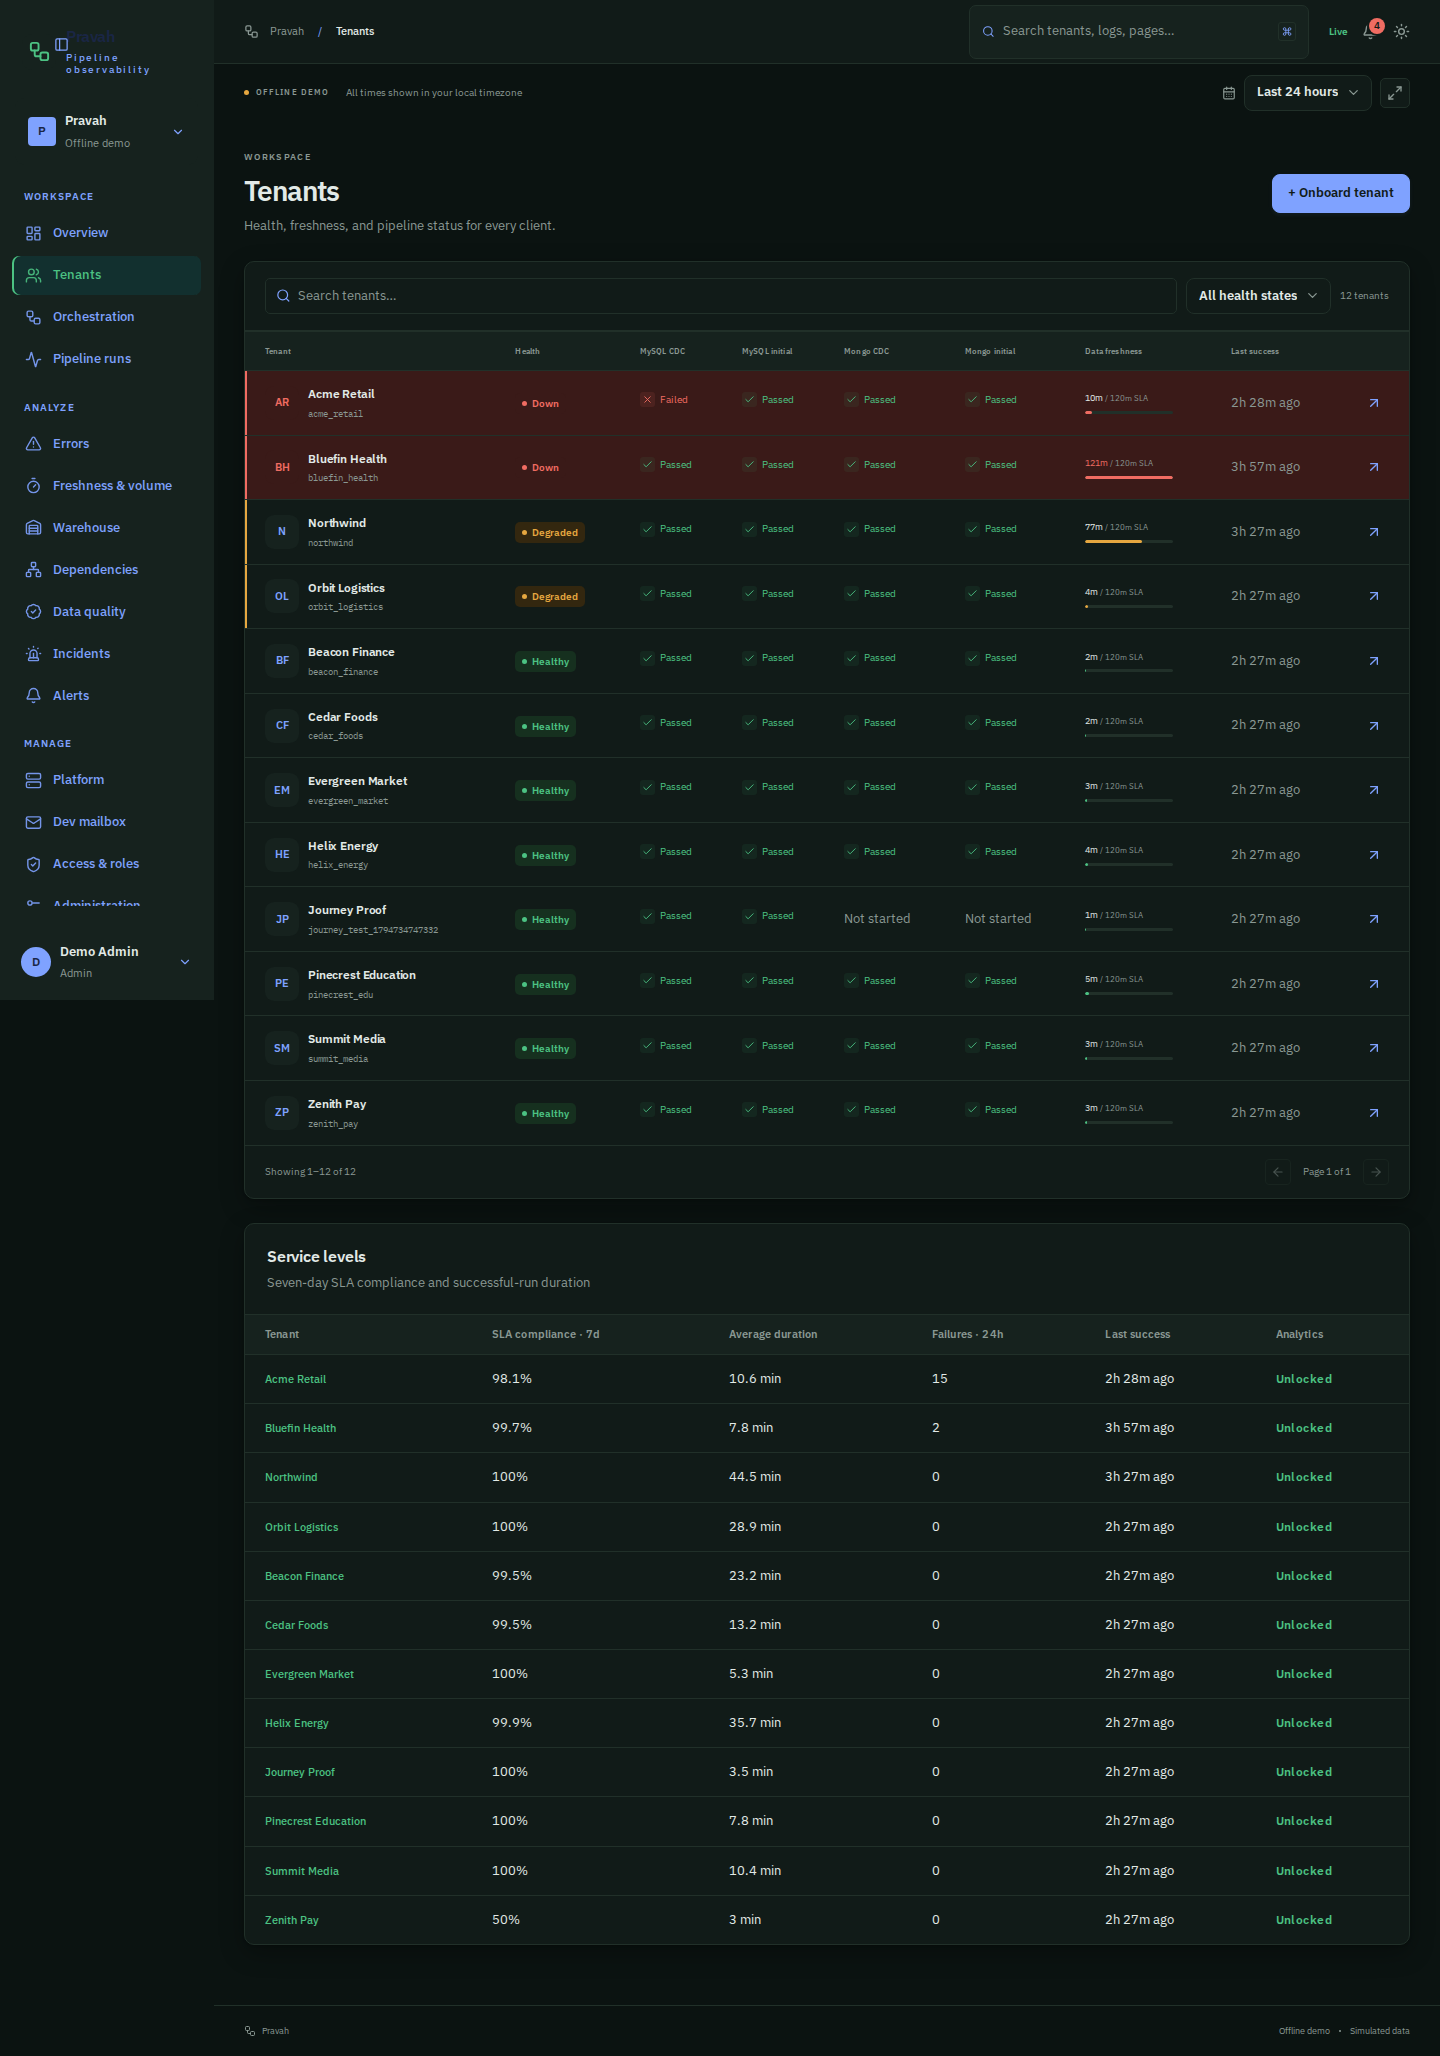 Pravah
Pipeline
observability
P
Pravah
Offline demo
WORKSPACE
Overview
Tenants
Orchestration
Pipeline runs
ANALYZE
Errors
Freshness & volume
Warehouse
Dependencies
Data quality
Incidents
Alerts
MANAGE
Platform
Dev mailbox
Access & roles
Administration
D
Demo Admin
Admin
Pravah / Tenants
Search tenants, logs, pages...
⌘
Live
4
OFFLINE DEMO All times shown in your local timezone
Last 24 hours
WORKSPACE
Tenants
Health, freshness, and pipeline status for every client.
+ Onboard tenant
Search tenants...
All health states
12 tenants
Tenant Health MySQL CDC MySQL initial Mongo CDC Mongo initial Data freshness Last success
AR Acme Retail acme_retail Down Failed Passed Passed Passed 10m / 120m SLA 2h 28m ago
BH Bluefin Health bluefin_health Down Passed Passed Passed Passed 121m / 120m SLA 3h 57m ago
N Northwind northwind Degraded Passed Passed Passed Passed 77m / 120m SLA 3h 27m ago
OL Orbit Logistics orbit_logistics Degraded Passed Passed Passed Passed 4m / 120m SLA 2h 27m ago
BF Beacon Finance beacon_finance Healthy Passed Passed Passed Passed 2m / 120m SLA 2h 27m ago
CF Cedar Foods cedar_foods Healthy Passed Passed Passed Passed 2m / 120m SLA 2h 27m ago
EM Evergreen Market evergreen_market Healthy Passed Passed Passed Passed 3m / 120m SLA 2h 27m ago
HE Helix Energy helix_energy Healthy Passed Passed Passed Passed 4m / 120m SLA 2h 27m ago
JP Journey Proof journey_test_1794734747332 Healthy Passed Passed Not started Not started 1m / 120m SLA 2h 27m ago
PE Pinecrest Education pinecrest_edu Healthy Passed Passed Passed Passed 5m / 120m SLA 2h 27m ago
SM Summit Media summit_media Healthy Passed Passed Passed Passed 3m / 120m SLA 2h 27m ago
ZP Zenith Pay zenith_pay Healthy Passed Passed Passed Passed 3m / 120m SLA 2h 27m ago
Showing 1–12 of 12
Page 1 of 1
Service levels
Seven-day SLA compliance and successful-run duration
Tenant SLA compliance · 7d Average duration Failures · 24h Last success Analytics
Acme Retail 98.1% 10.6 min 15 2h 28m ago Unlocked
Bluefin Health 99.7% 7.8 min 2 3h 57m ago Unlocked
Northwind 100% 44.5 min 0 3h 27m ago Unlocked
Orbit Logistics 100% 28.9 min 0 2h 27m ago Unlocked
Beacon Finance 99.5% 23.2 min 0 2h 27m ago Unlocked
Cedar Foods 99.5% 13.2 min 0 2h 27m ago Unlocked
Evergreen Market 100% 5.3 min 0 2h 27m ago Unlocked
Helix Energy 99.9% 35.7 min 0 2h 27m ago Unlocked
Journey Proof 100% 3.5 min 0 2h 27m ago Unlocked
Pinecrest Education 100% 7.8 min 0 2h 27m ago Unlocked
Summit Media 100% 10.4 min 0 2h 27m ago Unlocked
Zenith Pay 50% 3 min 0 2h 27m ago Unlocked
Pravah
Offline demo • Simulated data